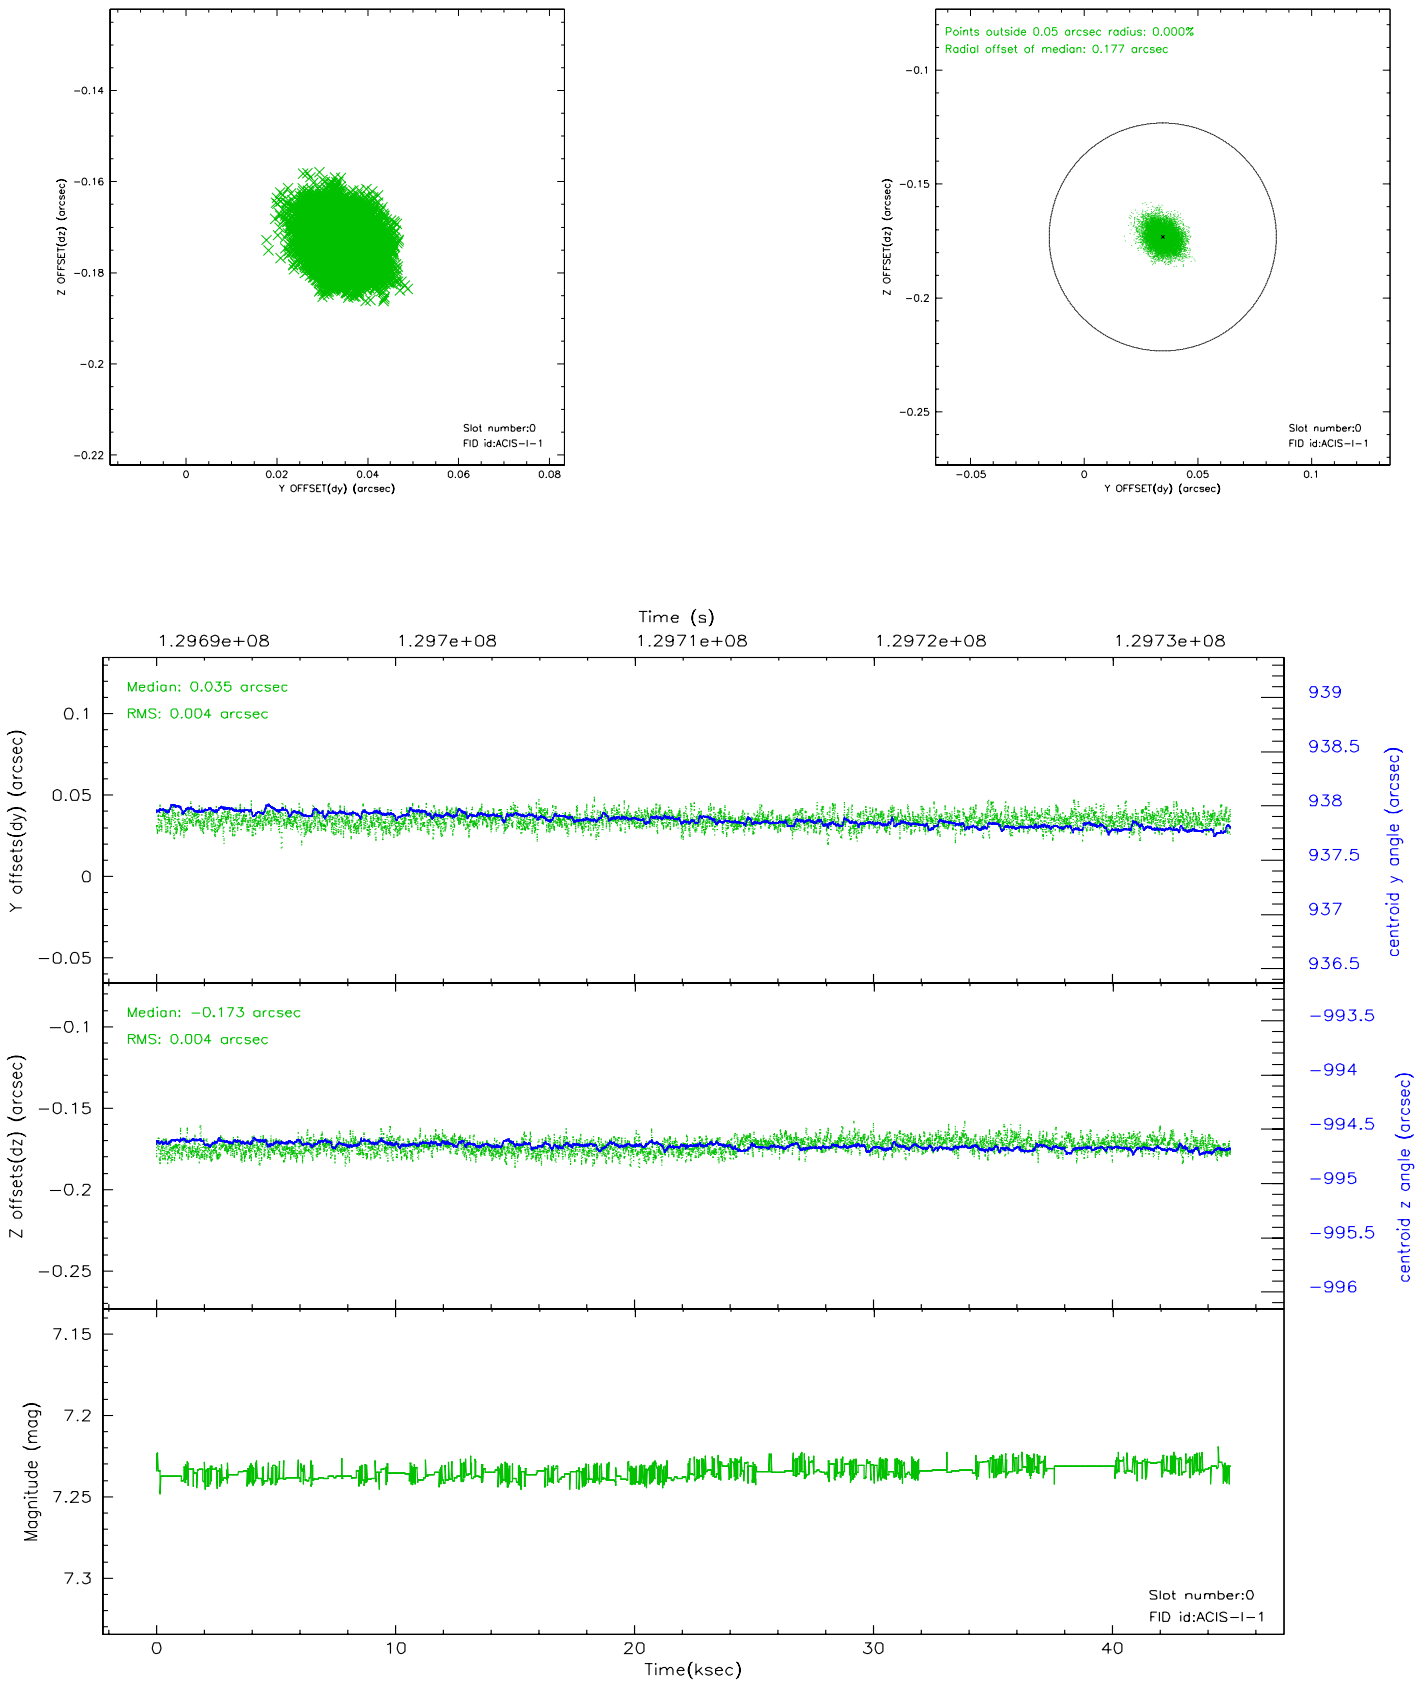 -0.14
-0.16
-0.18
-0.2
-0.22
Z OFFSET(dz) (arcsec)
Slot number:0
FID id:ACIS-I-1
0
0.02
0.04
0.06
0.08
Y OFFSET(dy) (arcsec)
Points outside 0.05 arcsec radius: 0.000%
Radial offset of median: 0.177 arcsec
-0.1
-0.15
-0.2
-0.25
Z OFFSET(dz) (arcsec)
Slot number:0
FID id:ACIS-I-1
-0.05
0
0.05
0.1
Y OFFSET(dy) (arcsec)
Time (s)
1.2969e+08
1.297e+08
1.2971e+08
1.2972e+08
1.2973e+08
Median: 0.035 arcsec
RMS: 0.004 arcsec
0.1
0.05
0
-0.05
Y offsets(dy) (arcsec)
939
938.5
938
937.5
937
936.5
centroid y angle (arcsec)
Median: -0.173 arcsec
RMS: 0.004 arcsec
-0.1
-0.15
-0.2
-0.25
Z offsets(dz) (arcsec)
-993.5
-994
-994.5
-995
-995.5
-996
centroid z angle (arcsec)
7.15
7.2
7.25
7.3
Magnitude (mag)
Slot number:0
FID id:ACIS-I-1
0
10
20
30
40
Time(ksec)